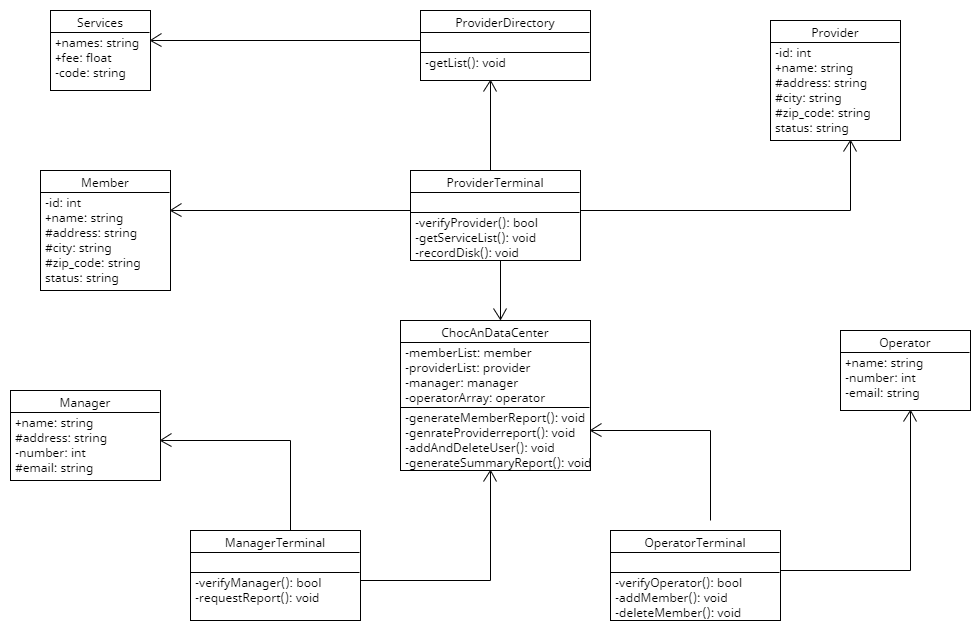 Services
+names: string
+fee: float
-code: string
ProviderDirectory
-getList(): void
Provider
-id: int
+name: string
#address: string
#city: string
#zip_code: string
status: string
Member
-id: int
+name: string
#address: string
#city: string
#zip_code: string
status: string
ProviderTerminal
-verifyProvider(): bool
-getServiceList(): void
-recordDisk(): void
ChocAnDataCenter
-memberList: member
-providerList: provider
-manager: manager
-operatorArray: operator
-generateMemberReport(): void
-genrateProviderreport(): void
-addAndDeleteUser(): void
-generateSummaryReport(): void
Operator
+name: string
-number: int
-email: string
Manager
+name: string
#address: string
-number: int
#email: string
ManagerTerminal
-verifyManager(): bool
-requestReport(): void
OperatorTerminal
-verifyOperator(): bool
-addMember(): void
-deleteMember(): void